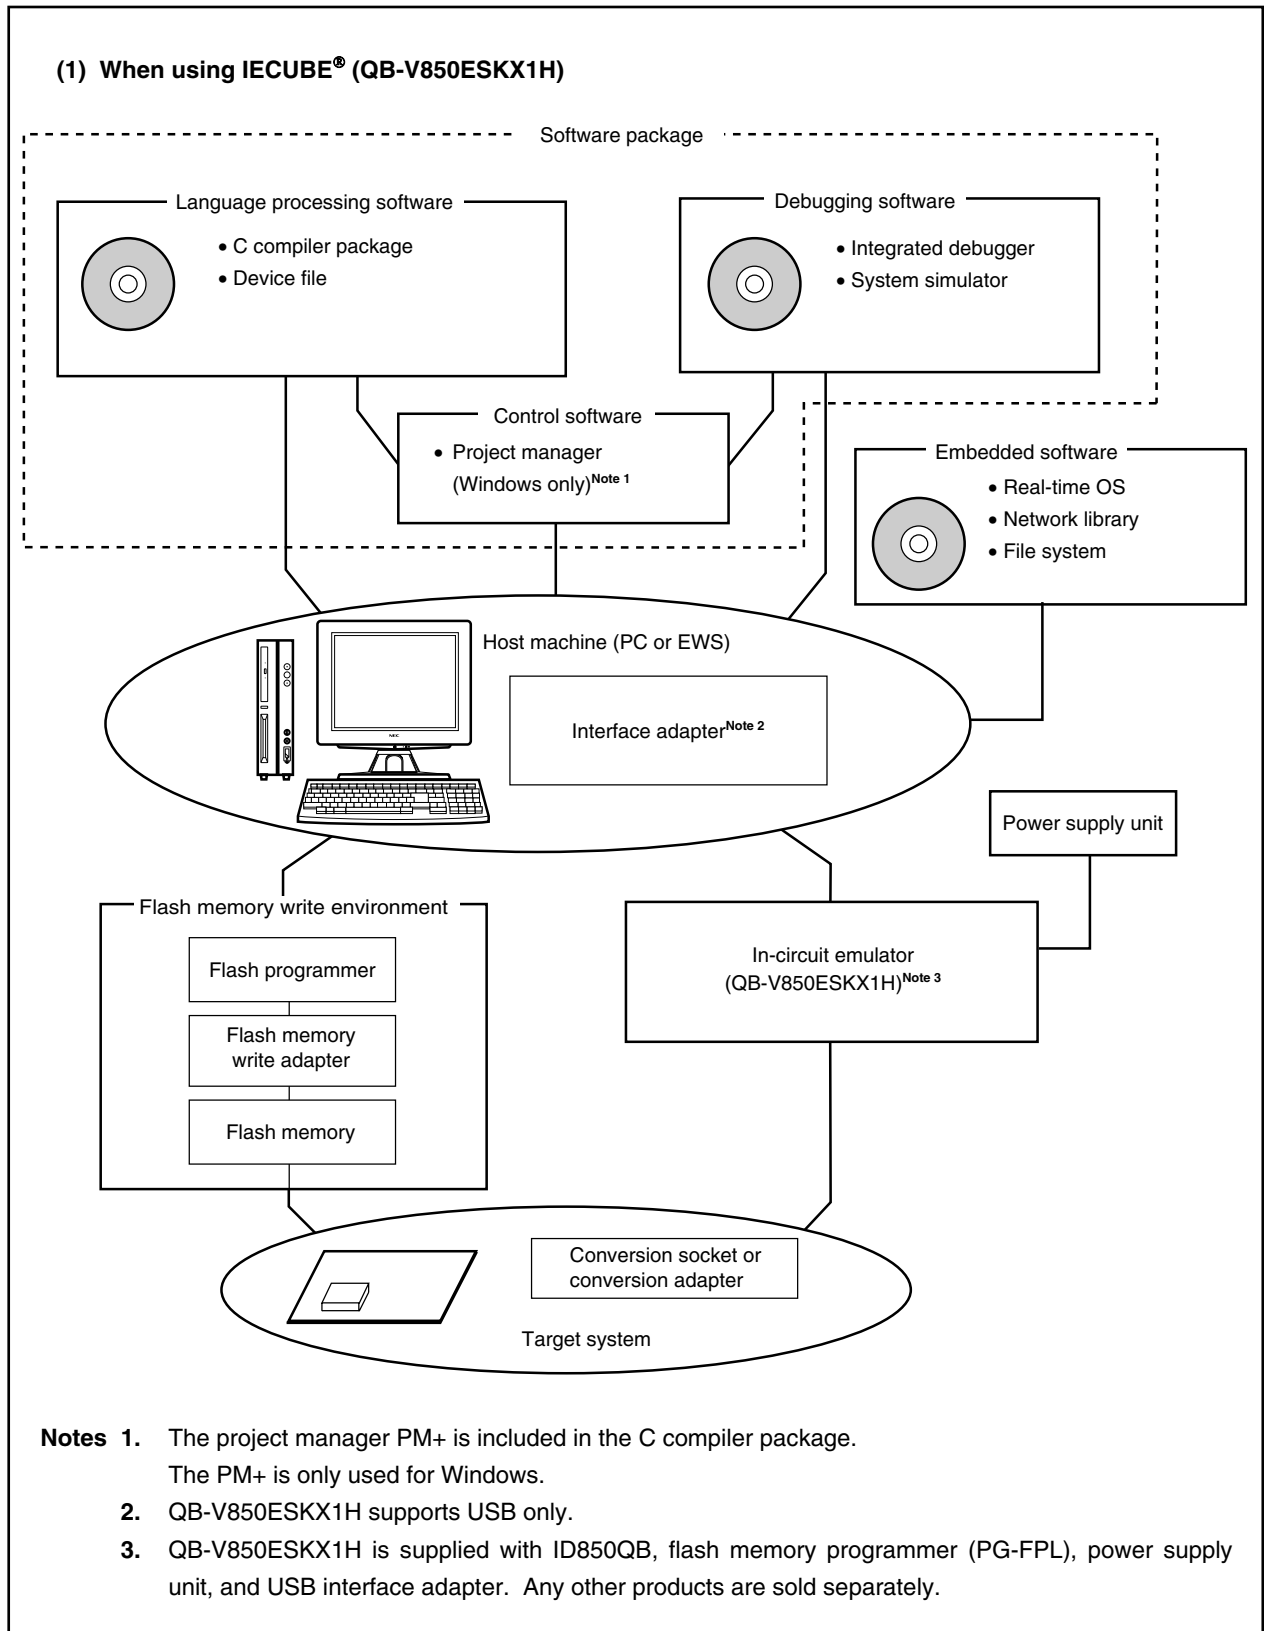 (1) When using IECUBE® (QB-V850ESKX1H)
Software package
Language processing software
• C compiler package
• Device file
Debugging software
• Integrated debugger
• System simulator
Control software
• Project manager
(Windows only)Note 1
Embedded software
• Real-time OS
• Network library
• File system
Host machine (PC or EWS)
Interface adapterNote 2
NEC
Power supply unit
Flash memory write environment
Flash programmer
Flash memory
write adapter
Flash memory
In-circuit emulator
(QB-V850ESKX1H)Note 3
Conversion socket or
conversion adapter
Target system
Notes 1. The project manager PM+ is included in the C compiler package.
The PM+ is only used for Windows.
2. QB-V850ESKX1H supports USB only.
3. QB-V850ESKX1H is supplied with ID850QB, flash memory programmer (PG-FPL), power supply
unit, and USB interface adapter. Any other products are sold separately.